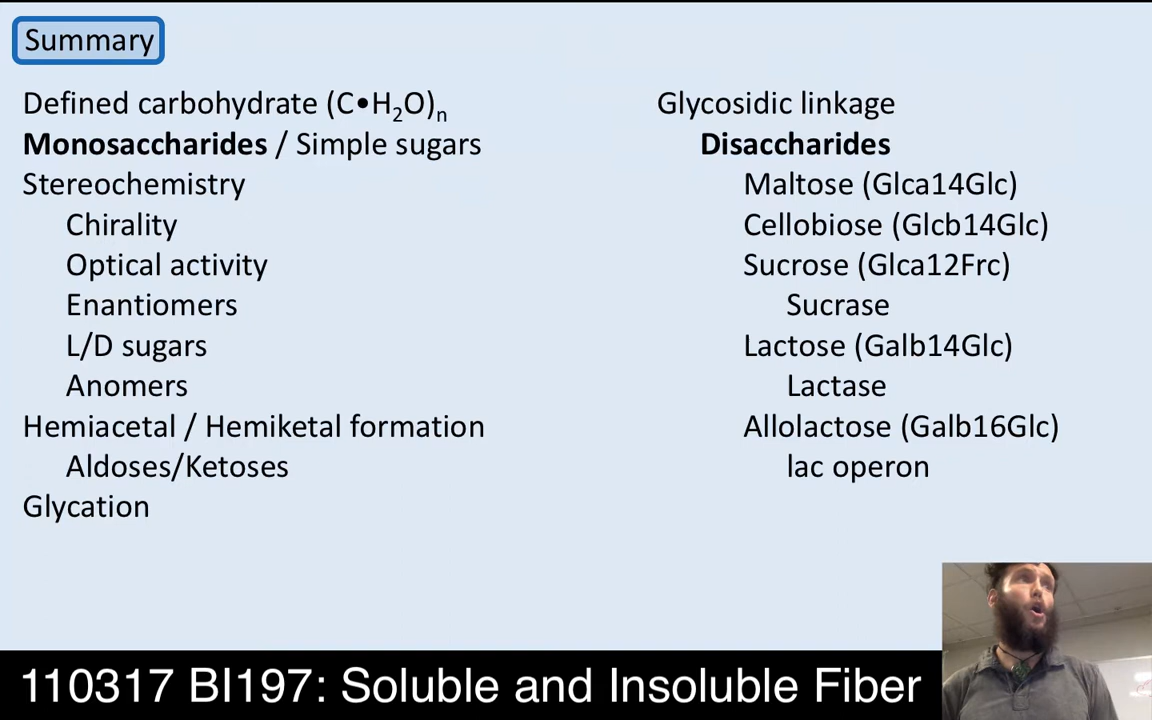 Summary
Defined carbohydrate (C•H₂O)ₙ
Monosaccharides / Simple sugars
Stereochemistry
Chirality
Optical activity
Enantiomers
L/D sugars
Anomers
Hemiacetal / Hemiketal formation
Aldoses/Ketoses
Glycation
Glycosidic linkage
Disaccharides
Maltose (Glca14Glc)
Cellobiose (Glcb14Glc)
Sucrose (Glca12Frc)
Sucrase
Lactose (Galb14Glc)
Lactase
Allolactose (Galb16Glc)
lac operon
110317 BI197: Soluble and Insoluble Fiber